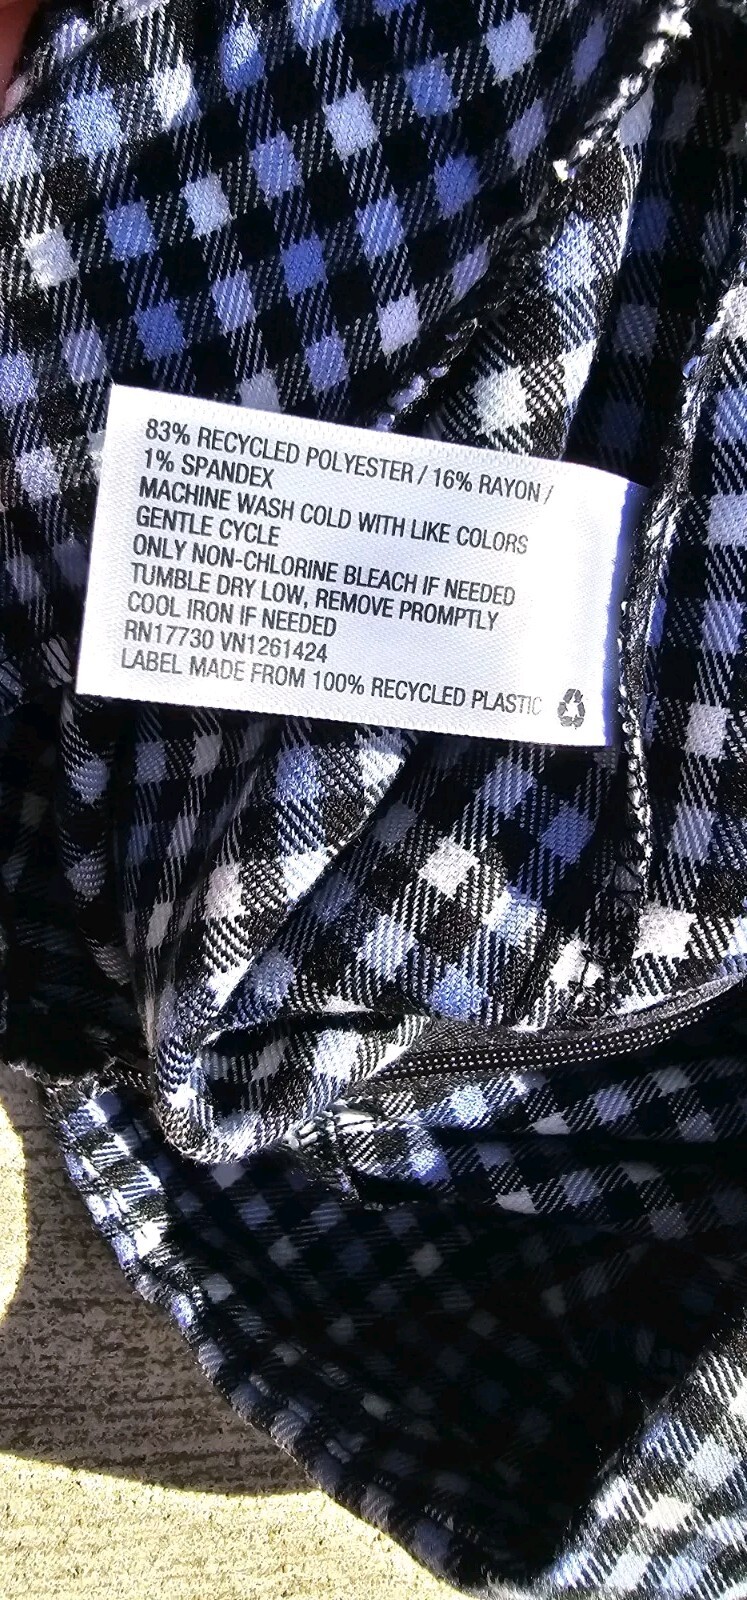 83% RECYCLED POLYESTER / 16% RAYON /
1% SPANDEX
MACHINE WASH COLD WITH LIKE COLORS
GENTLE CYCLE
ONLY NON-CHLORINE BLEACH IF NEEDED
TUMBLE DRY LOW, REMOVE PROMPTLY
COOL IRON IF NEEDED
RN17730 VN1261424
LABEL MADE FROM 100% RECYCLED PLASTIC